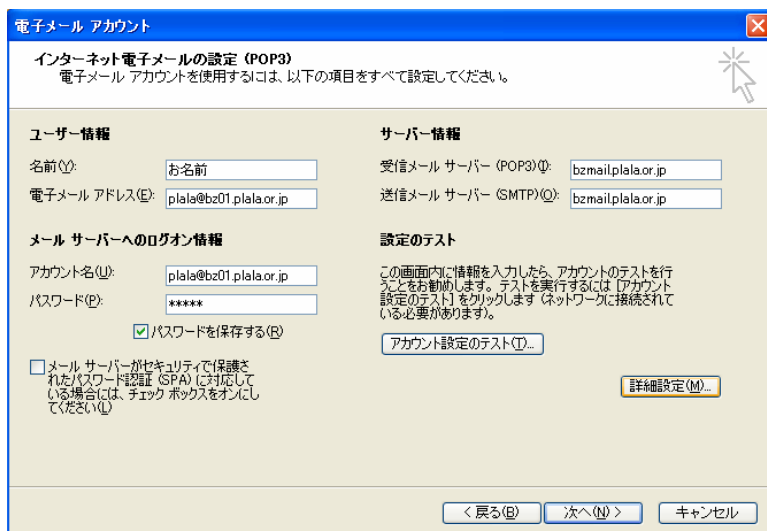 電子メール アカウント
インターネット電子メールの設定 (POP3)
電子メール アカウントを使用するには、以下の項目をすべて設定してください。
ユーザー情報
名前(Y):
お名前
電子メール アドレス(E):
plala@bz01.plala.or.jp
サーバー情報
受信メール サーバー (POP3)(I):
bzmail.plala.or.jp
送信メール サーバー (SMTP)(O):
bzmail.plala.or.jp
メール サーバーへのログオン情報
アカウント名(U):
plala@bz01.plala.or.jp
パスワード(P):
*****
パスワードを保存する(R)
メール サーバーがセキュリティで保護さ
れたパスワード認証 (SPA) に対応して
いる場合には、チェック ボックスをオンにし
てください(L)
設定のテスト
この画面内に情報を入力したら、アカウントのテストを行
うことをお勧めします。テストを実行するには [アカウント
設定のテスト] をクリックします (ネットワークに接続されて
いる必要があります)。
アカウント設定のテスト(T)...
詳細設定(M)...
< 戻る(B)
次へ(N) >
キャンセル